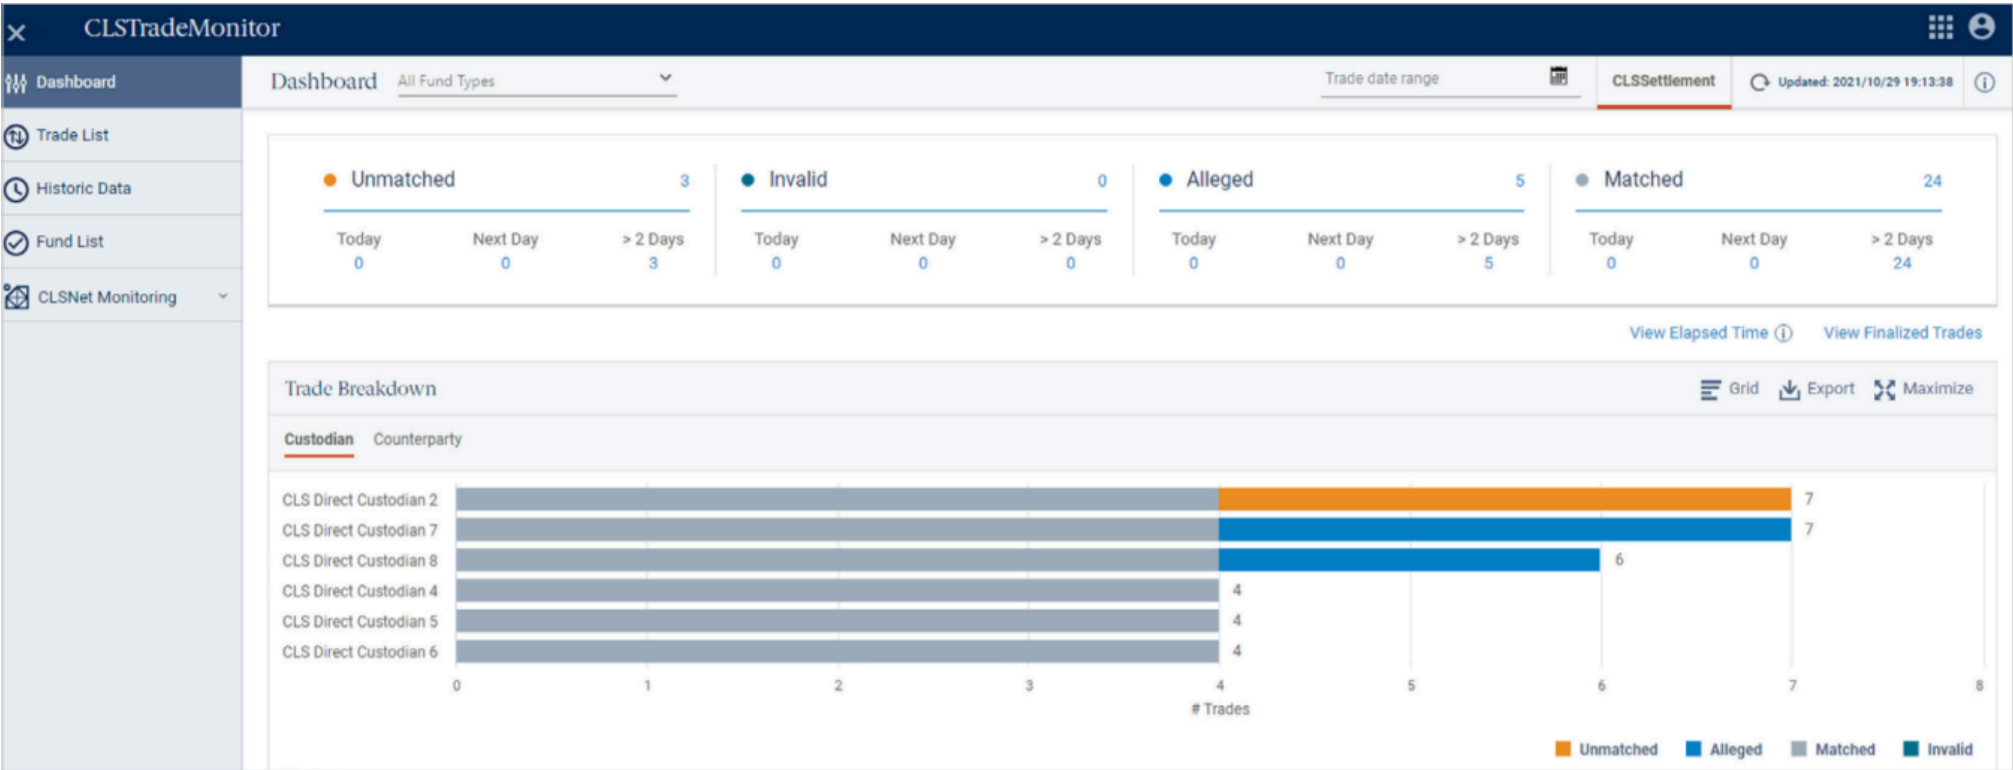 CLSTradeMonitor
Dashboard
Trade List
Historic Data
Fund List
CLSNet Monitoring
Dashboard All Fund Types Trade date range CLSSettlement Updated: 2021/10/29 19:13:38
Unmatched 3 Invalid 0 Alleged 5 Matched 24
Today Next Day > 2 Days Today Next Day > 2 Days Today Next Day > 2 Days Today Next Day > 2 Days
0 0 3 0 0 0 0 0 5 0 0 24
View Elapsed Time View Finalized Trades
Trade Breakdown Grid Export Maximize
Custodian Counterparty
CLS Direct Custodian 2 7
CLS Direct Custodian 7 7
CLS Direct Custodian 8 6
CLS Direct Custodian 4 4
CLS Direct Custodian 5 4
CLS Direct Custodian 6 4
0 1 2 3 4 5 6 7 8
# Trades
Unmatched Alleged Matched Invalid